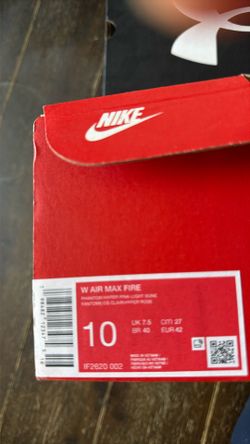 NIKE
W AIR MAX FIRE
PHANTOM/HYPER PINK-LIGHT BONE
FANTOME/OS CLAIR/HYPER ROSE
10
UK 7.5
CM 27
BR 40
EUR 42
IF2620 002